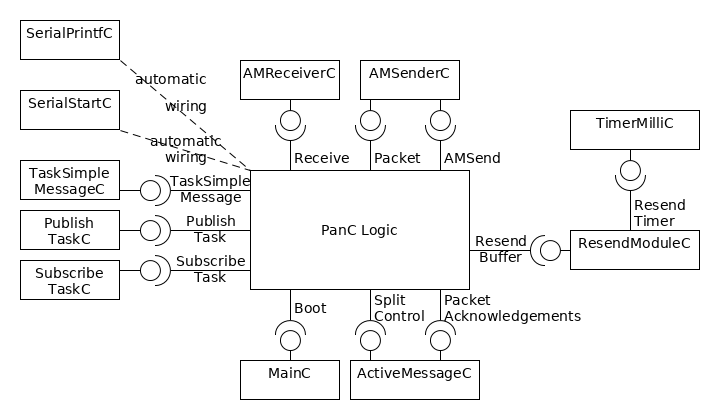 SerialPrintfC
automatic
wiring
SerialStartC
automatic
wiring
AMReceiverC
AMSenderC
TimerMilliC
Receive
Packet
AMSend
TaskSimple
MessageC
TaskSimple
Message
Publish
TaskC
Publish
Task
Subscribe
TaskC
Subscribe
Task
PanC Logic
Resend
Buffer
Resend
Timer
ResendModuleC
Boot
Split
Control
Packet
Acknowledgements
MainC
ActiveMessageC